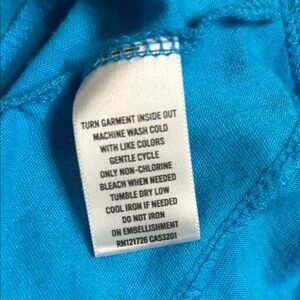 TURN GARMENT INSIDE OUT
MACHINE WASH COLD
WITH LIKE COLORS
GENTLE CYCLE
ONLY NON-CHLORINE
BLEACH WHEN NEEDED
TUMBLE DRY LOW
COOL IRON IF NEEDED
DO NOT IRON
ON EMBELLISHMENT
RN121726 CA53201